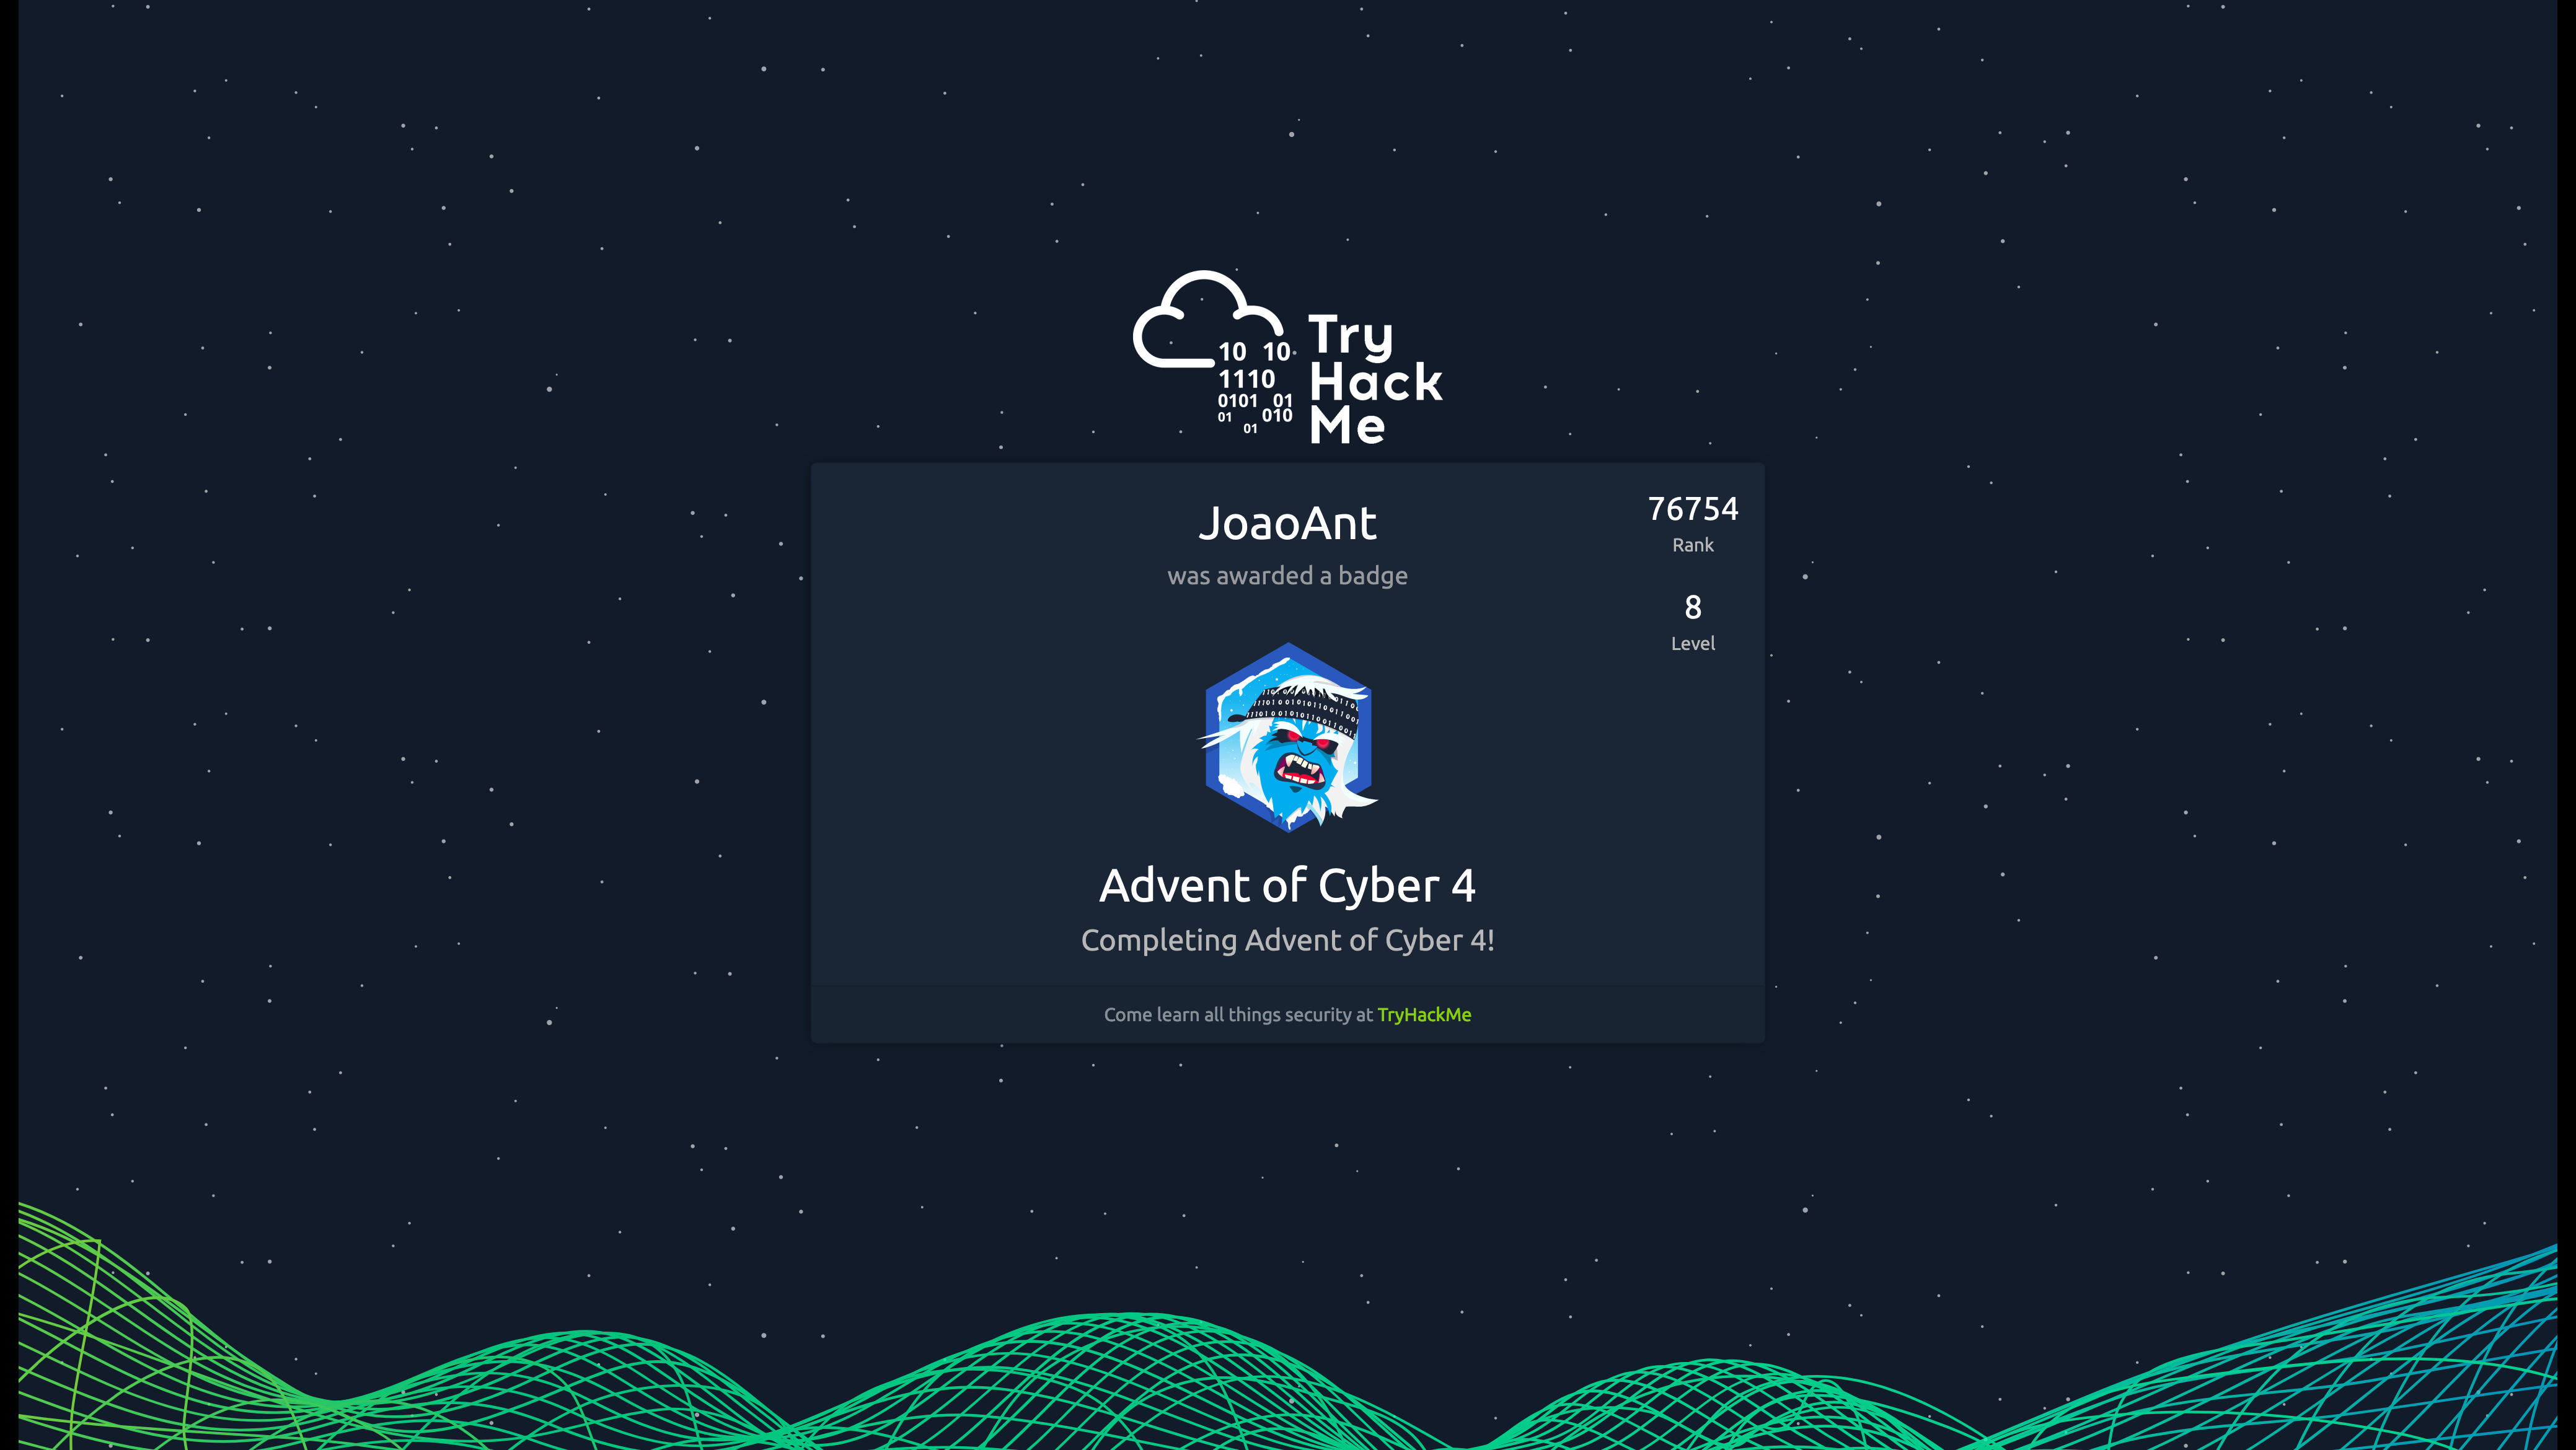 10 10
1110
0101 01
01 010
01
Try
Hack
Me
JoaoAnt
was awarded a badge
76754
Rank
8
Level
Advent of Cyber 4
Completing Advent of Cyber 4!
Come learn all things security at TryHackMe